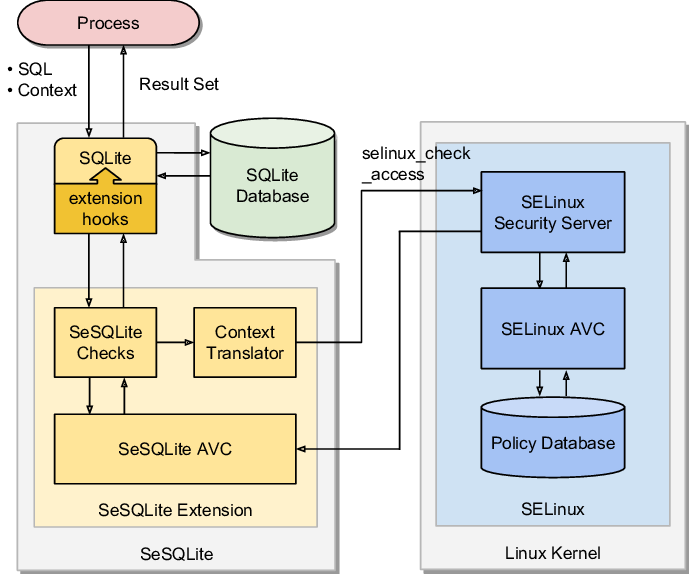 Process
• SQL
• Context
Result Set
SQLite
extension
hooks
SQLite
Database
selinux_check
_access
SELinux
Security Server
SeSQLite
Checks
Context
Translator
SELinux AVC
SeSQLite AVC
Policy Database
SeSQLite Extension
SELinux
SeSQLite
Linux Kernel